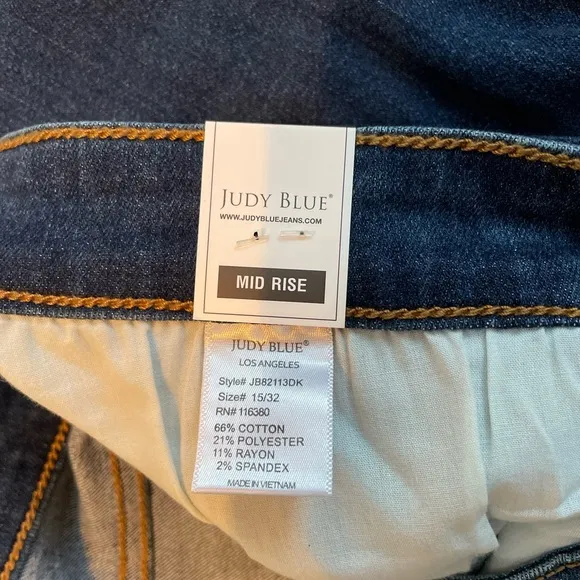 JUDY BLUE®
WWW.JUDYBLUEJEANS.COM
MID RISE
JUDY BLUE®
LOS ANGELES
Style# JB82113DK
Size# 15/32
RN# 116380
66% COTTON
21% POLYESTER
11% RAYON
2% SPANDEX
MADE IN VIETNAM